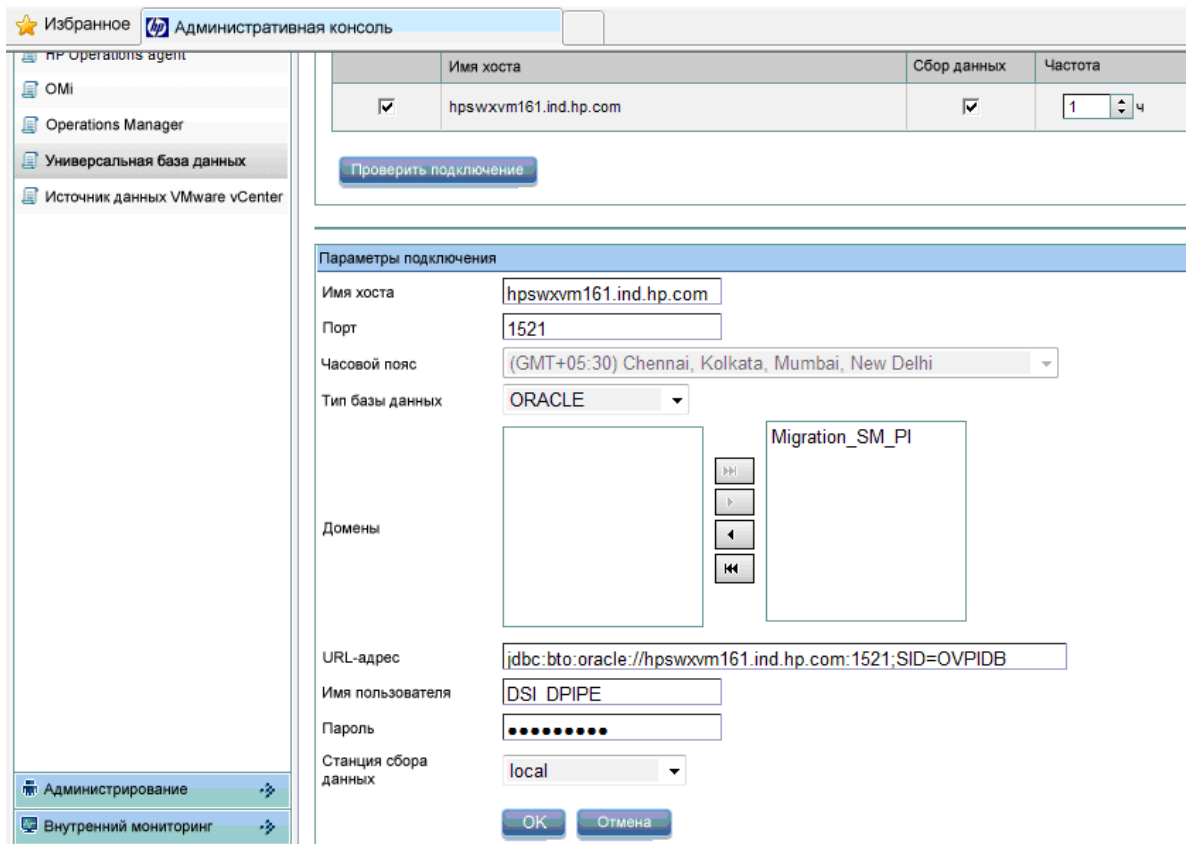 Избранное
hp Административная консоль
HP Operations agent
OMi
Operations Manager
Универсальная база данных
Источник данных VMware vCenter
Имя хоста Сбор данных Частота
hpswxvm161.ind.hp.com 1 ч
Проверить подключение
Параметры подключения
Имя хоста hpswxvm161.ind.hp.com
Порт 1521
Часовой пояс (GMT+05:30) Chennai, Kolkata, Mumbai, New Delhi
Тип базы данных ORACLE
Migration_SM_PI
Домены
URL-адрес jdbc:bto:oracle://hpswxvm161.ind.hp.com:1521;SID=OVPIDB
Имя пользователя DSI_DPIPE
Пароль ●●●●●●●●●
Станция сбора
данных
local
OK Отмена
Администрирование
Внутренний мониторинг